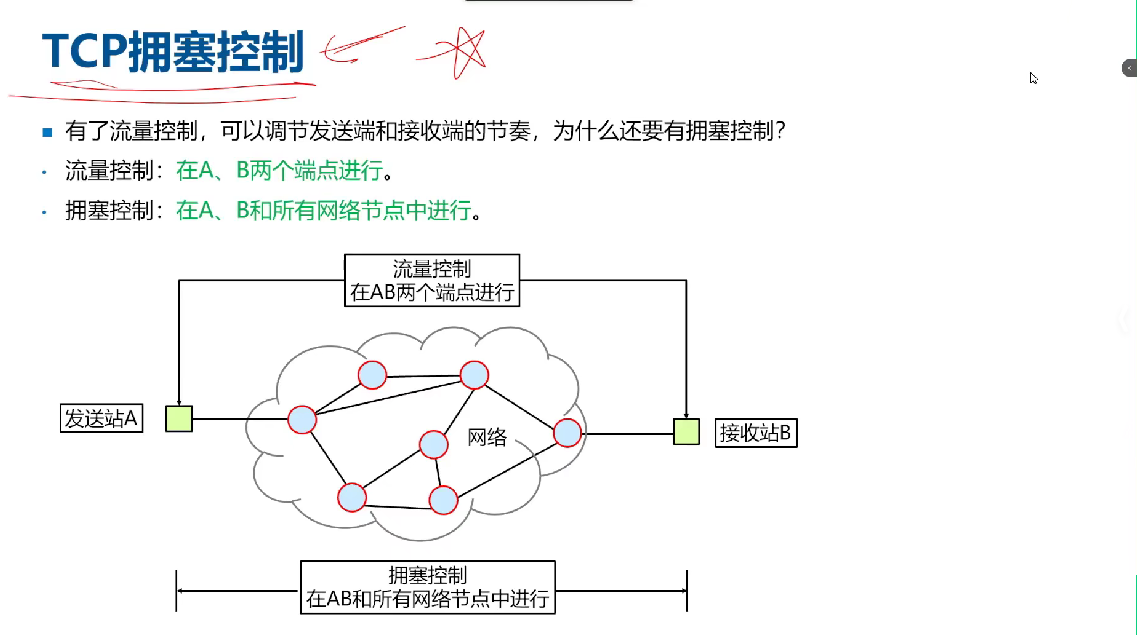 TCP拥塞控制
有了流量控制，可以调节发送端和接收端的节奏，为什么还要有拥塞控制？
流量控制：在A、B两个端点进行。
拥塞控制：在A、B和所有网络节点中进行。
流量控制
在AB两个端点进行
发送站A
网络
接收站B
拥塞控制
在AB和所有网络节点中进行